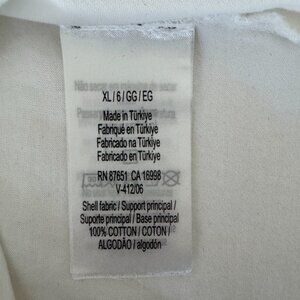 XL / 6 / GG / EG
Made in Türkiye
Fabriqué en Türkiye
Fabricado na Türkiye
Fabricado en Türkiye
RN 87651 CA 16998
V-412/06
Shell fabric / Support principal /
Suporte principal / Base principal
100% COTTON / COTON /
ALGODÃO / algodón